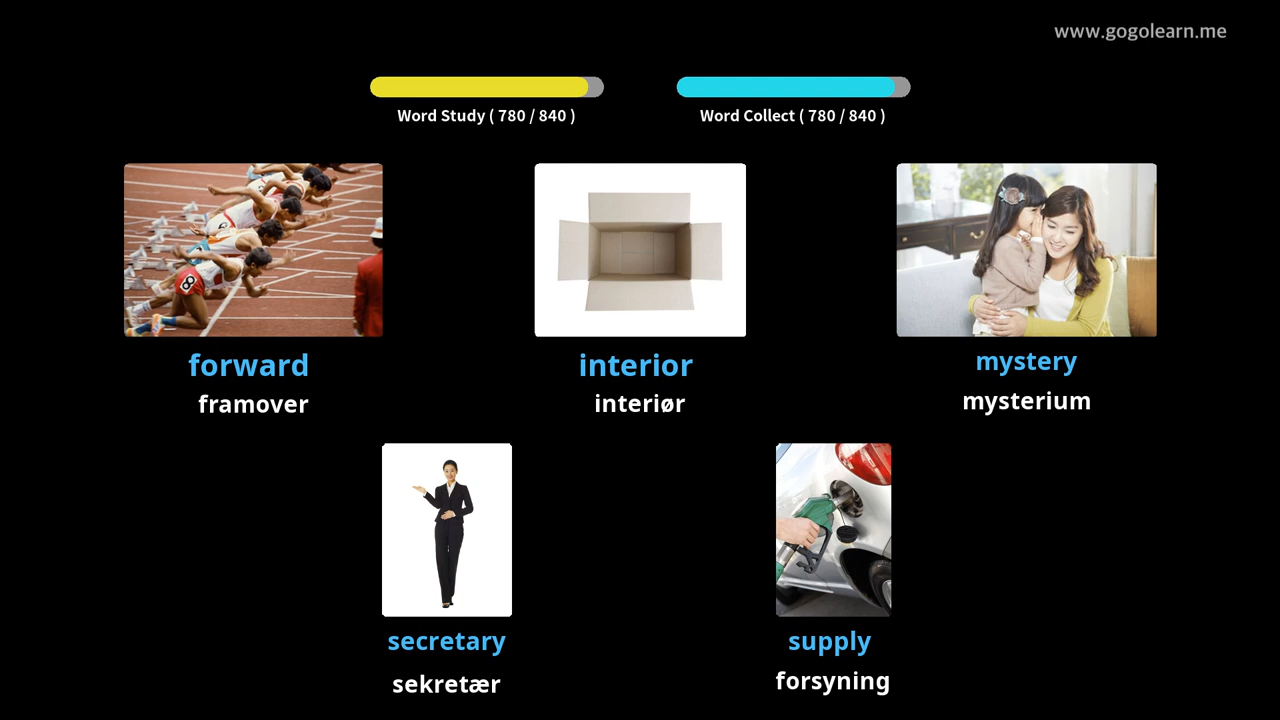 www.gogolearn.me
Word Study ( 780 / 840 )
Word Collect ( 780 / 840 )
forward
framover
interior
interiør
mystery
mysterium
8
secretary
sekretær
supply
forsyning